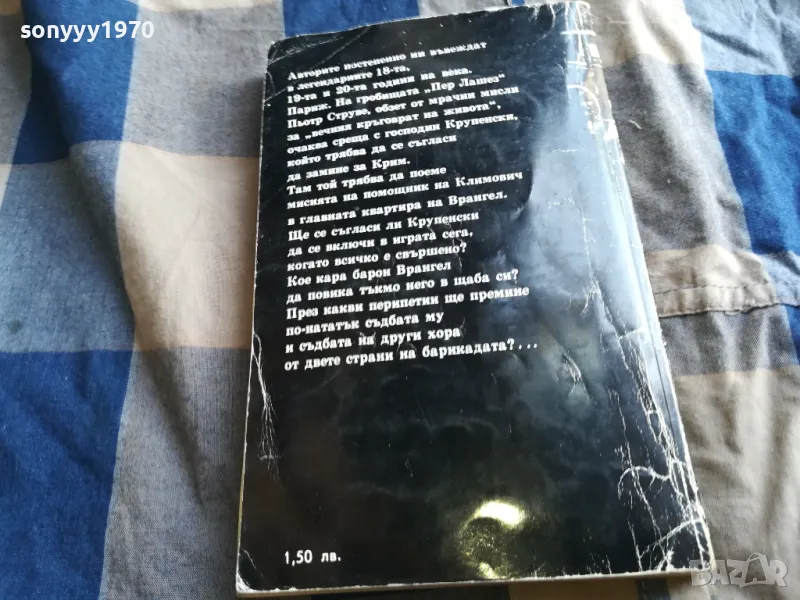 sonyyy1970
Авторите постепенно ни въвеждат
в легендарните 18-та,
19-та и 20-та години на века.
Париж. На гробищата „Пер Лашез"
Пьотр Струве, обзет от мрачни мисли
за „вечния кръговрат на живота",
очаква среща с господин Крупенски,
който трябва да се съгласи
да замине за Крим.
Там той трябва да поеме
мисията на помощник на Климович
в главната квартира на Врангел.
Ще се съгласи ли Крупенски
да се включи в играта сега,
когато всичко е свършено?
Кое кара барон Врангел
да повика тъкмо него в щаба си?
През какви перипетии ще премине
по-нататък съдбата му
и съдбата на други хора
от двете страни на барикадата?...
1,50 лв.
BAZAR